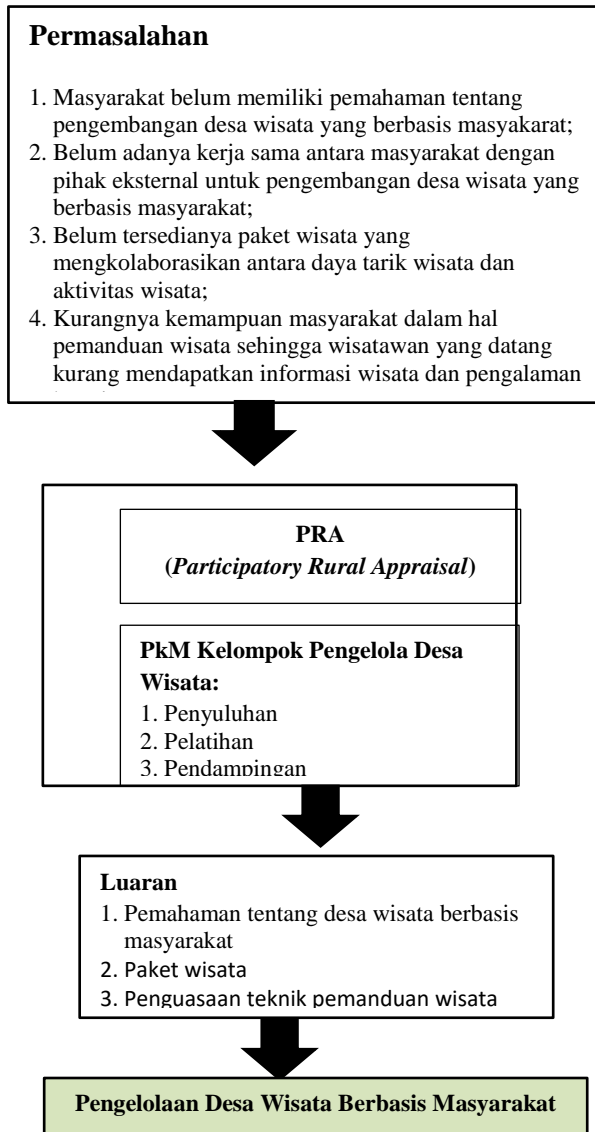 Permasalahan
1. Masyarakat belum memiliki pemahaman tentang
pengembangan desa wisata yang berbasis masyakarat;
2. Belum adanya kerja sama antara masyarakat dengan
pihak eksternal untuk pengembangan desa wisata yang
berbasis masyarakat;
3. Belum tersedianya paket wisata yang
mengkolaborasikan antara daya tarik wisata dan
aktivitas wisata;
4. Kurangnya kemampuan masyarakat dalam hal
pemanduan wisata sehingga wisatawan yang datang
kurang mendapatkan informasi wisata dan pengalaman
PRA
(Participatory Rural Appraisal)
PkM Kelompok Pengelola Desa
Wisata:
1. Penyuluhan
2. Pelatihan
3. Pendampingan
Luaran
1. Pemahaman tentang desa wisata berbasis
masyarakat
2. Paket wisata
3. Penguasaan teknik pemanduan wisata
Pengelolaan Desa Wisata Berbasis Masyarakat